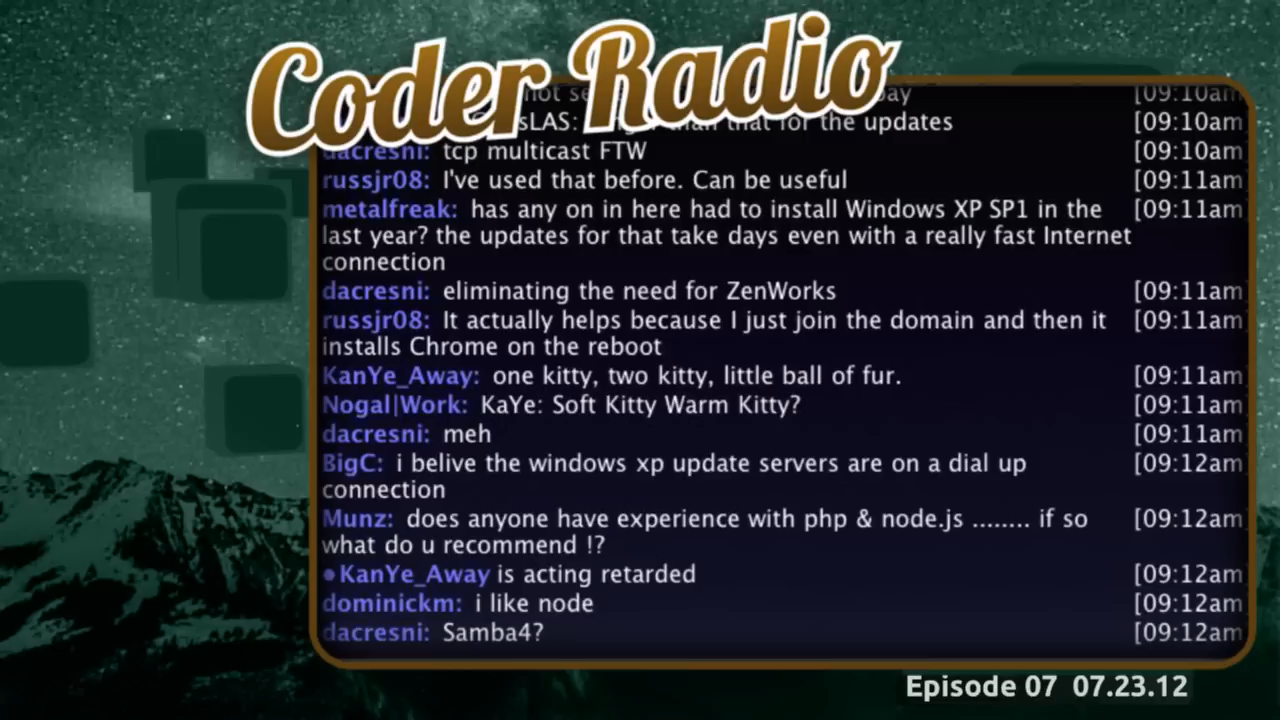 Coder Radio
not se ay [09:10am
sLAS: that for the updates [09:10am
dacresni: tcp multicast FTW [09:10am
russjr08: I've used that before. Can be useful [09:11am
metalfreak: has any on in here had to install Windows XP SP1 in the [09:11am
last year? the updates for that take days even with a really fast Internet
connection
dacresni: eliminating the need for ZenWorks [09:11am
russjr08: It actually helps because I just join the domain and then it [09:11am
installs Chrome on the reboot
KanYe_Away: one kitty, two kitty, little ball of fur. [09:11am
Nogal|Work: KaYe: Soft Kitty Warm Kitty? [09:11am
dacresni: meh [09:11am
BigC: i belive the windows xp update servers are on a dial up [09:12am
connection
Munz: does anyone have experience with php & node.js ........ if so [09:12am
what do u recommend !?
•KanYe_Away is acting retarded [09:12am
dominickm: i like node [09:12am
dacresni: Samba4? [09:12am
Episode 07 07.23.12